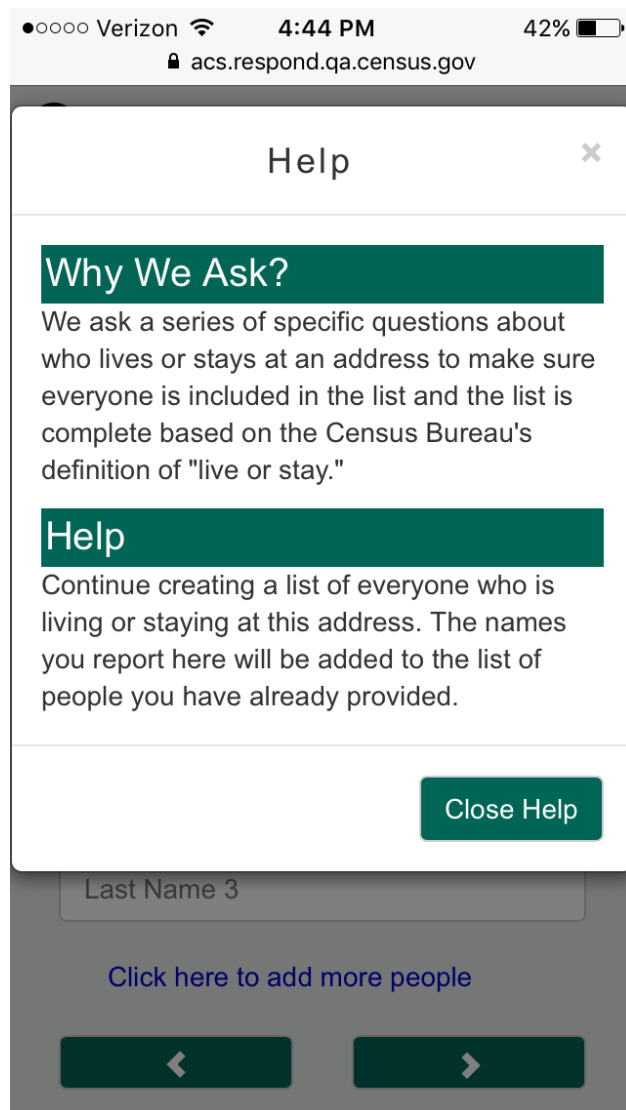 Verizon 4:44 PM 42%
acs.respond.qa.census.gov
Help ×
Why We Ask?
We ask a series of specific questions about
who lives or stays at an address to make sure
everyone is included in the list and the list is
complete based on the Census Bureau's
definition of "live or stay."
Help
Continue creating a list of everyone who is
living or staying at this address. The names
you report here will be added to the list of
people you have already provided.
Close Help
Last Name 3
Click here to add more people